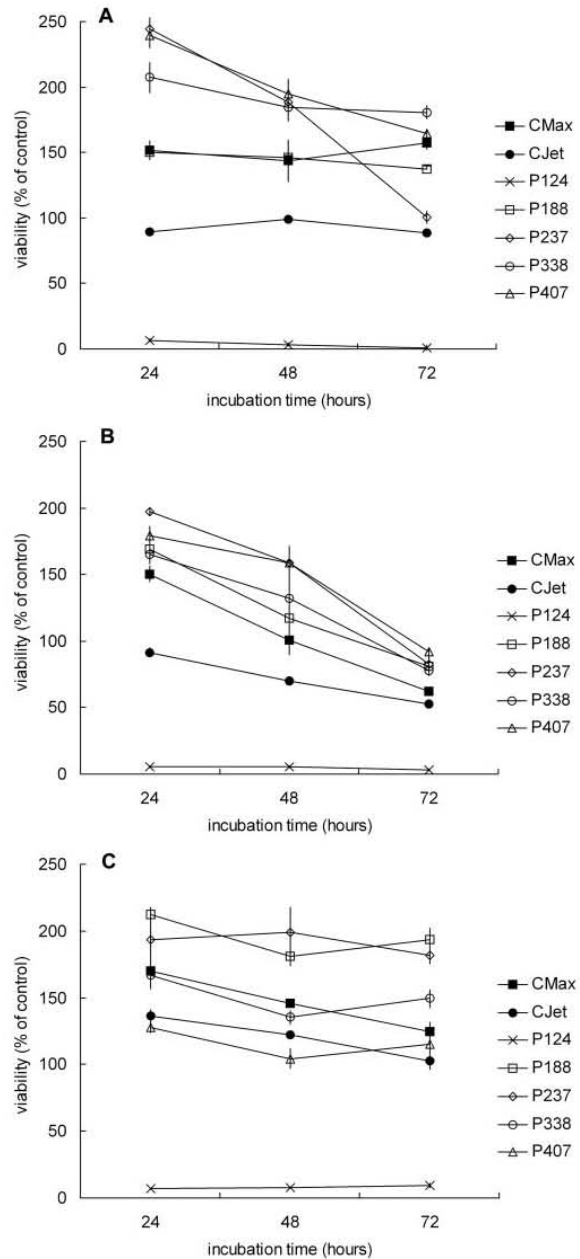 A
250
200
150
100
50
0
viability (% of control)
24 48 72
incubation time (hours)
CMax
CJet
P124
P188
P237
P338
P407
B
250
200
150
100
50
0
viability (% of control)
24 48 72
incubation time (hours)
CMax
CJet
P124
P188
P237
P338
P407
C
250
200
150
100
50
0
viability (% of control)
24 48 72
incubation time (hours)
CMax
CJet
P124
P188
P237
P338
P407